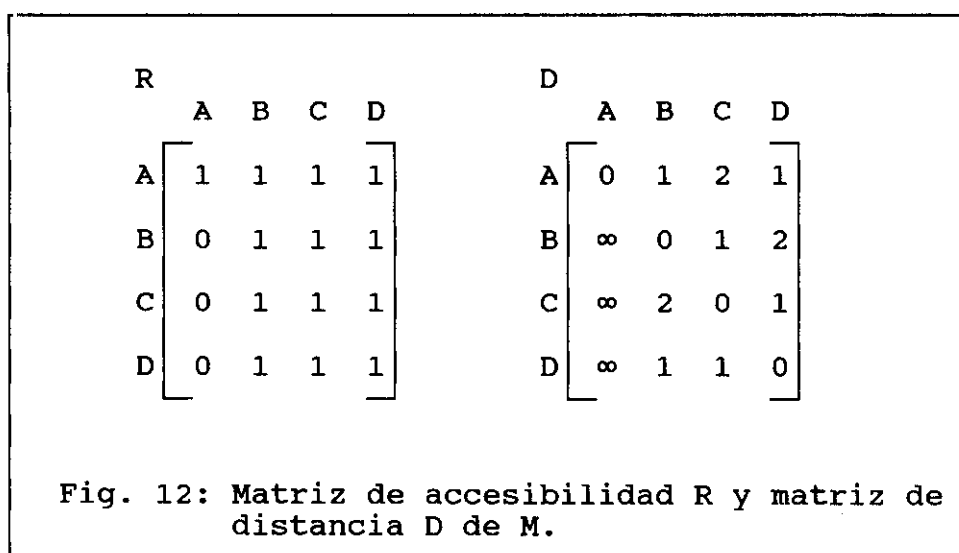 R D
A B C D A B C D
A 1 1 1 1 A 0 1 2 1
B 0 1 1 1 B ∞ 0 1 2
C 0 1 1 1 C ∞ 2 0 1
D 0 1 1 1 D ∞ 1 1 0
Fig. 12: Matriz de accesibilidad R y matriz de
distancia D de M.